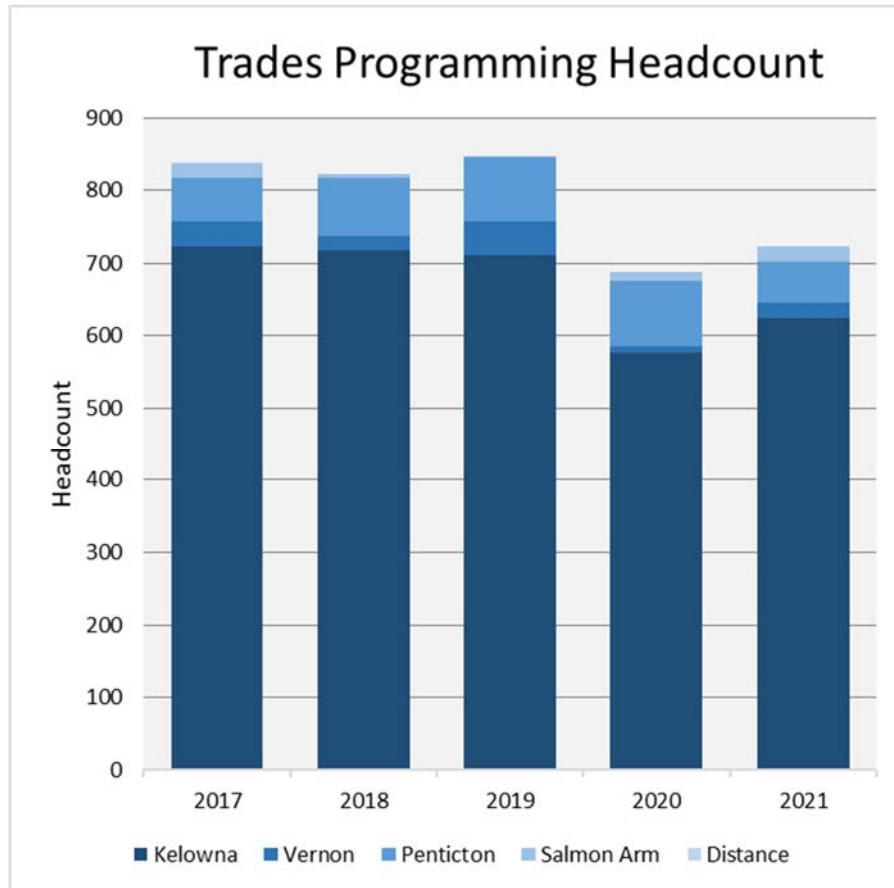 Trades Programming Headcount
900
800
700
600
500
400
300
200
100
0
Headcount
2017 2018 2019 2020 2021
Kelowna Vernon Penticton Salmon Arm Distance